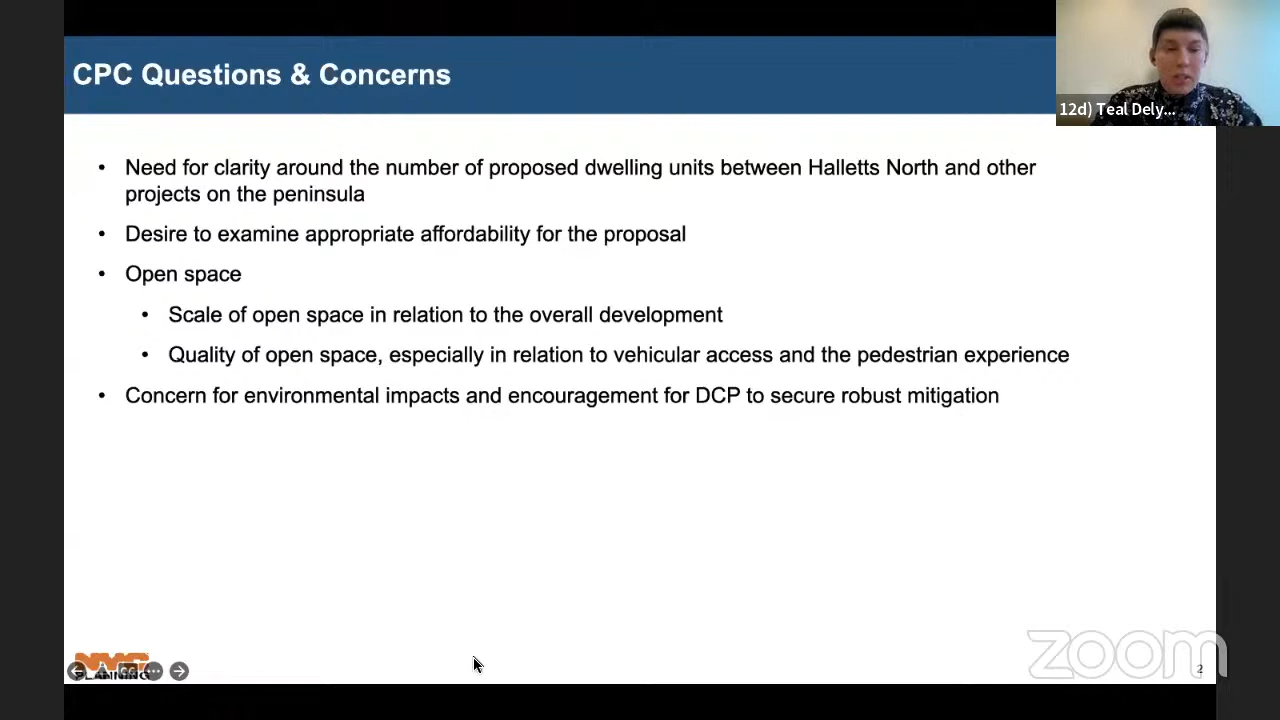 CPC Questions & Concerns
12d) Teal Dely...
• Need for clarity around the number of proposed dwelling units between Halletts North and other
projects on the peninsula
• Desire to examine appropriate affordability for the proposal
• Open space
• Scale of open space in relation to the overall development
• Quality of open space, especially in relation to vehicular access and the pedestrian experience
• Concern for environmental impacts and encouragement for DCP to secure robust mitigation
NYC
PLANNING
zoom
2